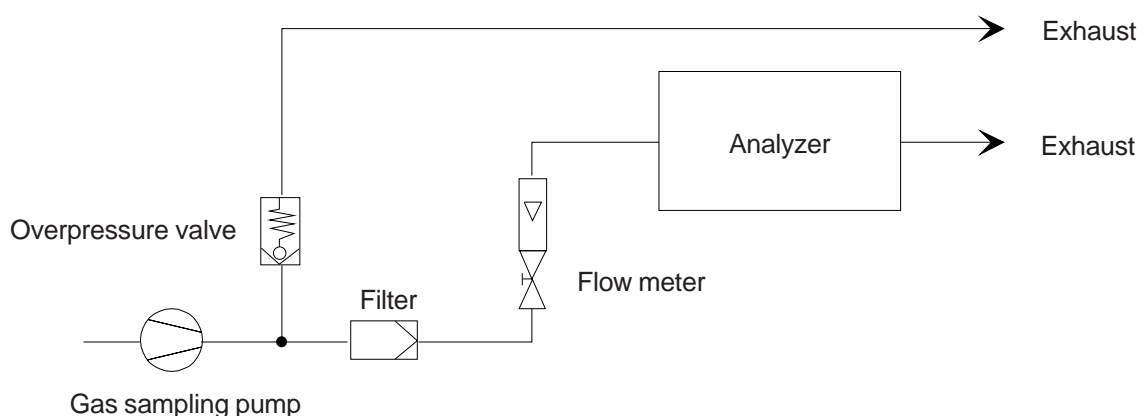 Exhaust
Analyzer
Exhaust
Overpressure valve
Flow meter
Filter
Gas sampling pump